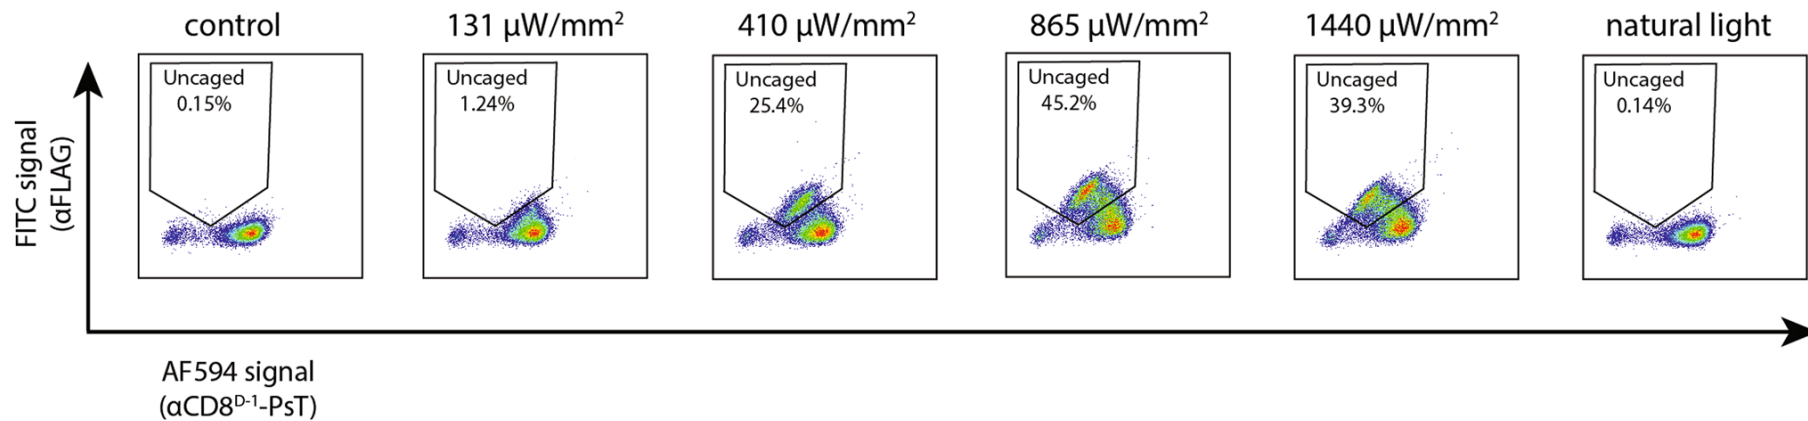 control
131 µW/mm²
410 µW/mm²
865 µW/mm²
1440 µW/mm²
natural light
Uncaged
0.15%
Uncaged
1.24%
Uncaged
25.4%
Uncaged
45.2%
Uncaged
39.3%
Uncaged
0.14%
FITC signal
(αFLAG)
AF594 signal
(αCD8ᴰ⁻¹-PsT)